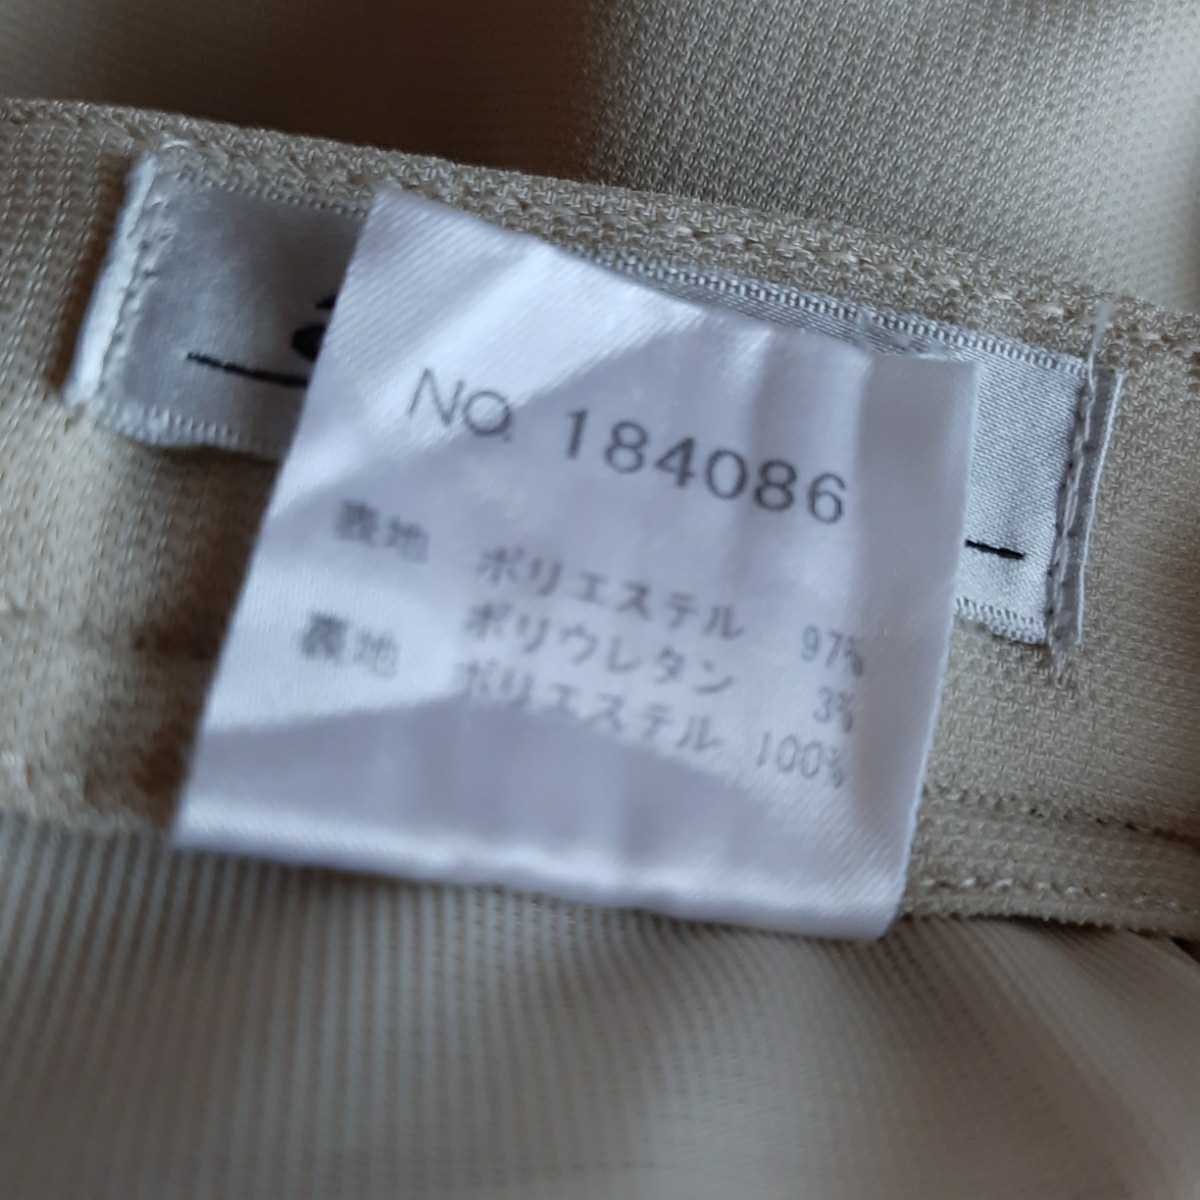 NO. 184086
表地 ポリエステル 97%
ポリウレタン 3%
裏地 ポリエステル 100%